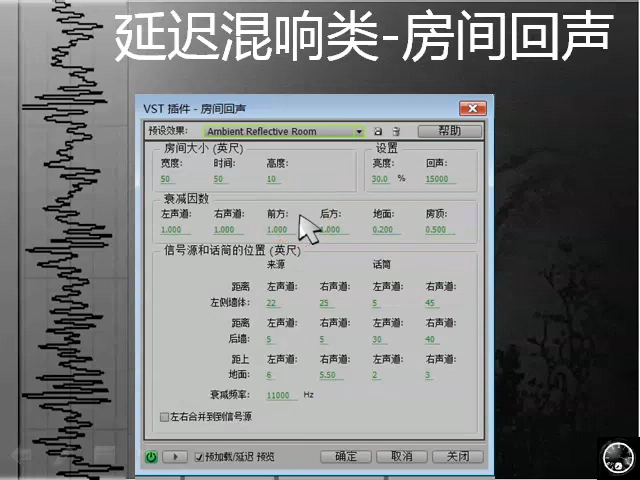 延迟混响类-房间回声
VST 插件 - 房间回声
预设效果: Ambient Reflective Room 帮助
房间大小 (英尺) 设置
宽度: 时间: 高度: 亮度: 回声:
50 50 10 30.0 % 15000
衰减因数
左声道: 右声道: 前方: 后方: 地面: 房顶:
1.000 1.000 1.000 1.000 0.200 0.500
信号源和话筒的位置 (英尺)
来源 话筒
距离 左声道: 右声道: 左声道: 右声道:
左侧墙体: 22 25 5 45
距离 左声道: 右声道: 左声道: 右声道:
后墙: 5 5 30 40
距上 左声道: 右声道: 左声道: 右声道:
地面: 6 5.50 2 3
衰减频率: 11000 Hz
左右合并到到信号源
预加载/延迟 预览 确定 取消 关闭